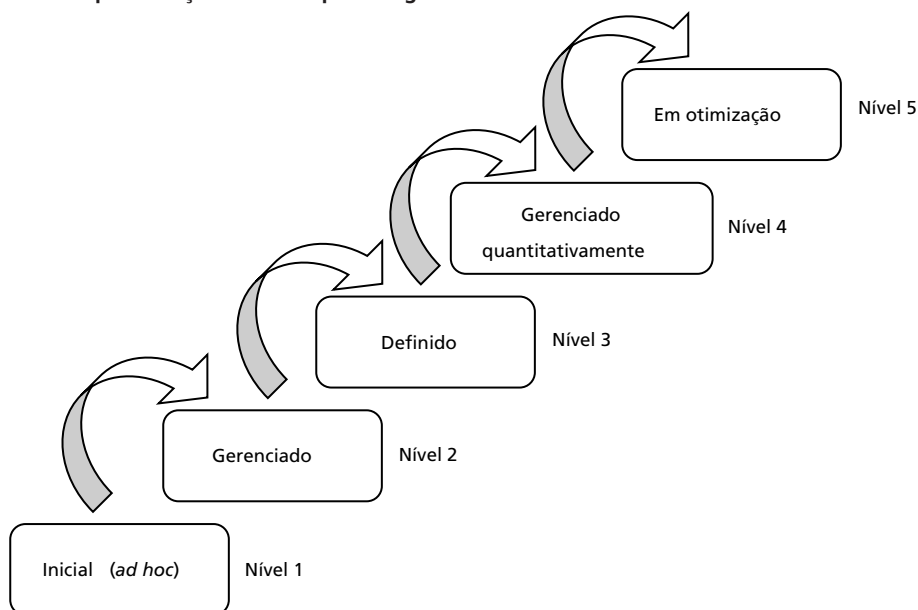 Em otimização
Nível 5
Gerenciado
quantitativamente
Nível 4
Definido
Nível 3
Gerenciado
Nível 2
Inicial (ad hoc)
Nível 1